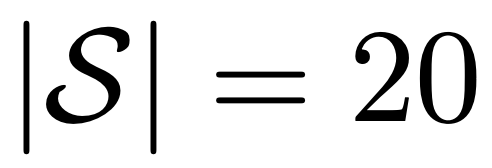 |𝒮| = 20